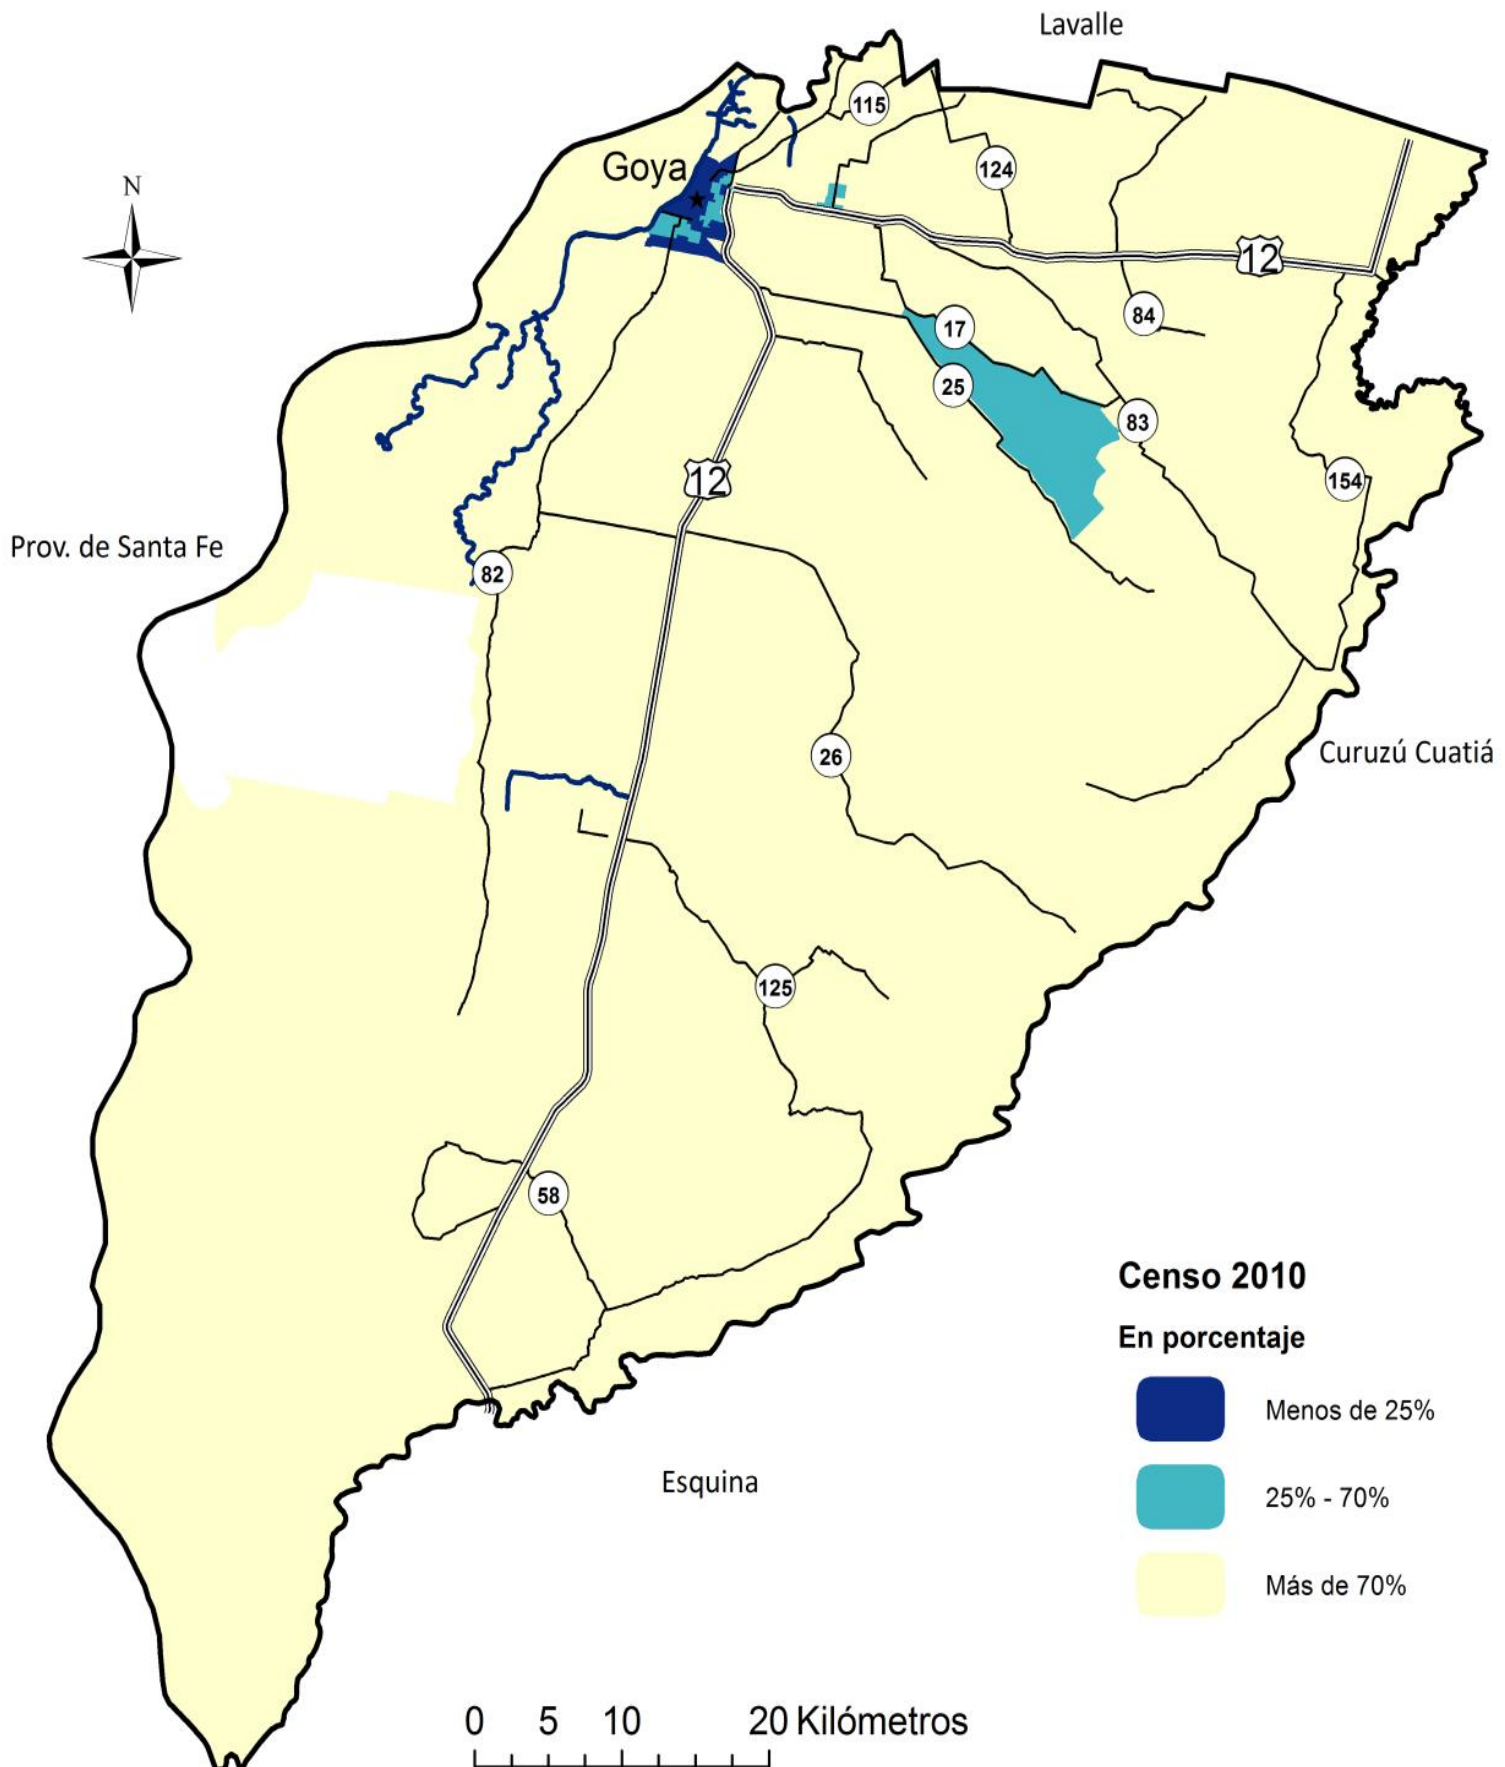 Lavalle
115
N
Goya
124
12
84
17
25
83
12
154
Prov. de Santa Fe
82
Curuzú Cuatiá
26
125
58
Censo 2010
En porcentaje
Menos de 25%
Esquina
25% - 70%
Más de 70%
0 5 10 20 Kilómetros